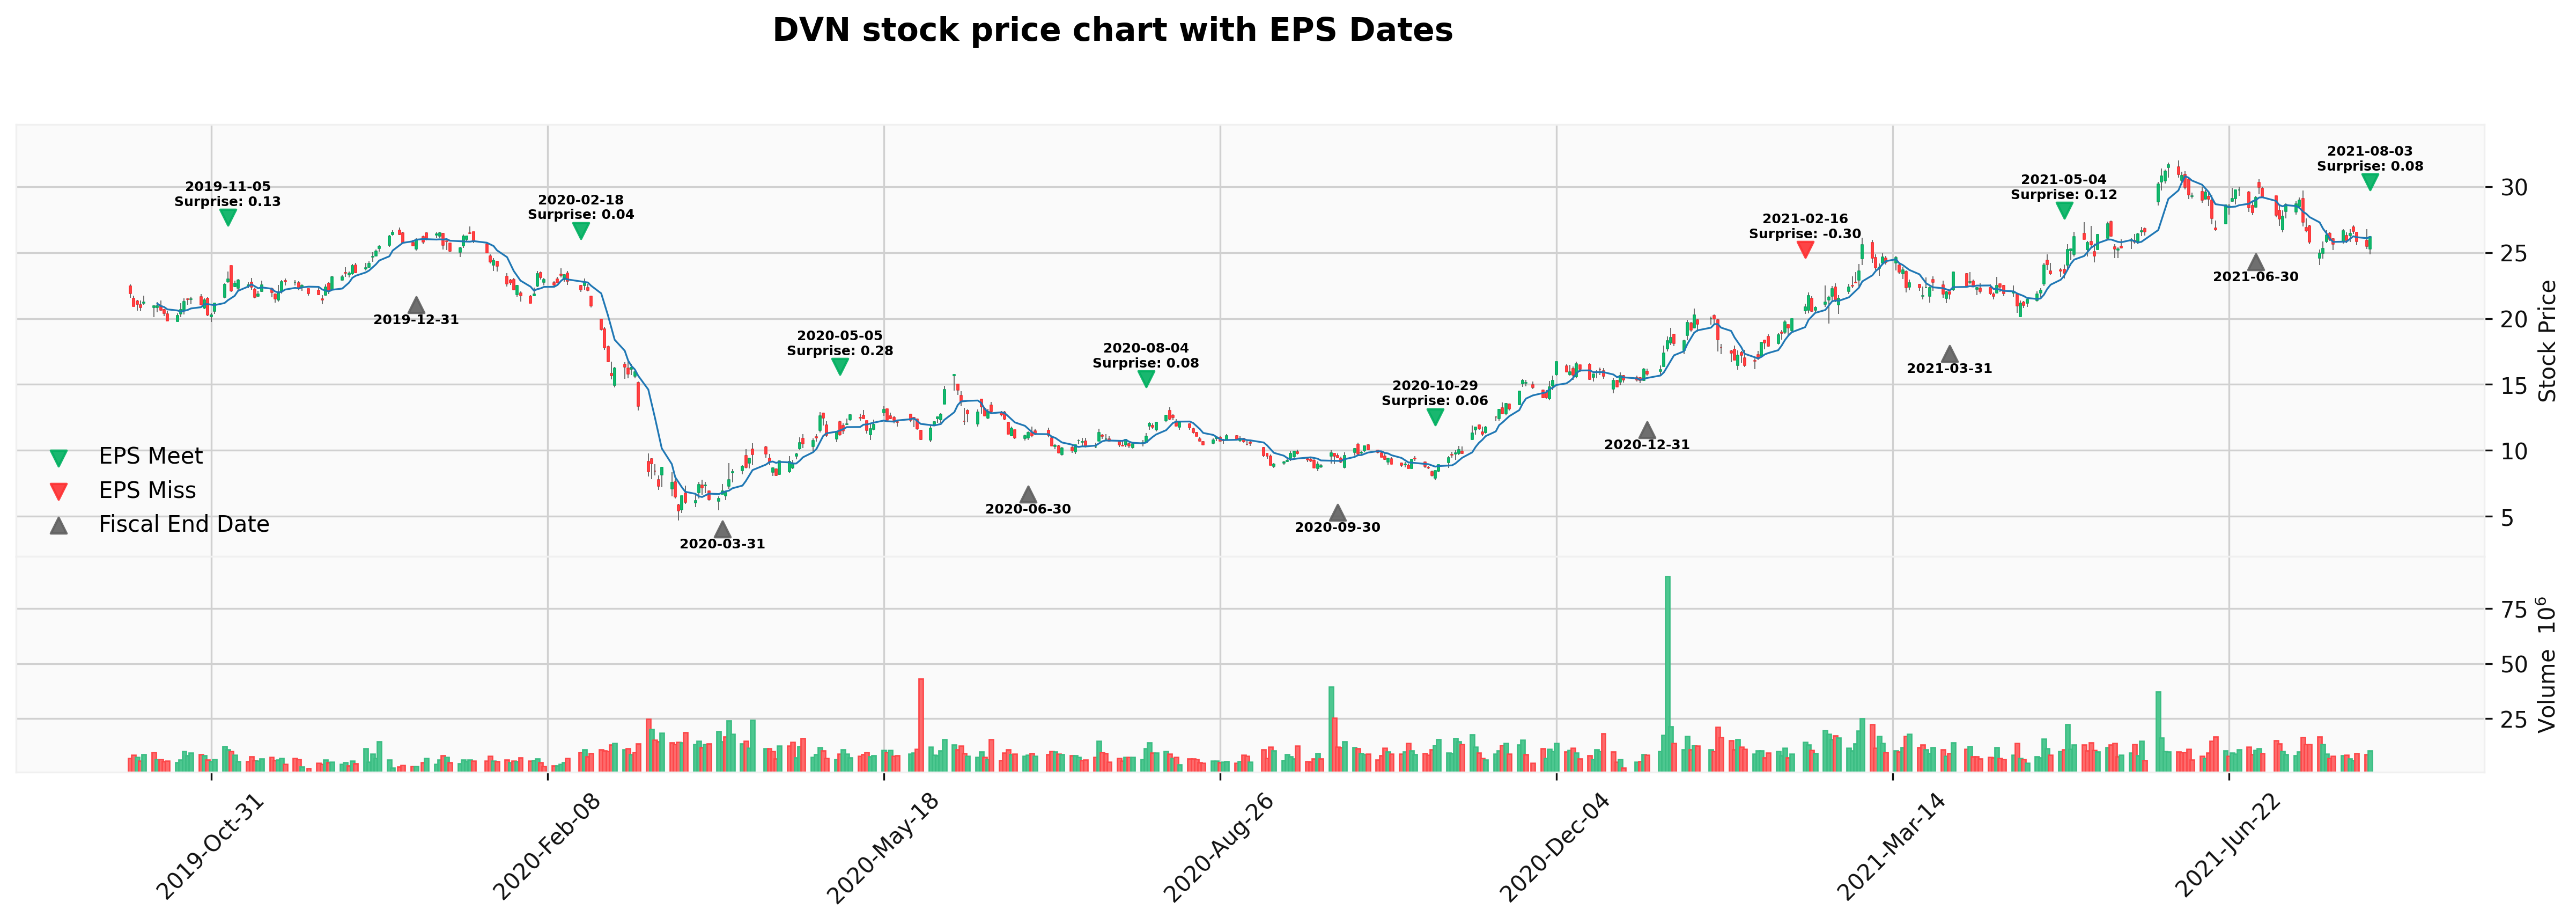 DVN stock price chart with EPS Dates
2019-11-05
Surprise: 0.13
2020-02-18
Surprise: 0.04
2020-05-05
Surprise: 0.28
2020-08-04
Surprise: 0.08
2020-10-29
Surprise: 0.06
2021-02-16
Surprise: -0.30
2021-05-04
Surprise: 0.12
2021-08-03
Surprise: 0.08
2019-12-31
2020-03-31
2020-06-30
2020-09-30
2020-12-31
2021-03-31
2021-06-30
EPS Meet
EPS Miss
Fiscal End Date
30
25
20
15
10
5
Stock Price
75
50
25
Volume 10⁶
2019-Oct-31
2020-Feb-08
2020-May-18
2020-Aug-26
2020-Dec-04
2021-Mar-14
2021-Jun-22